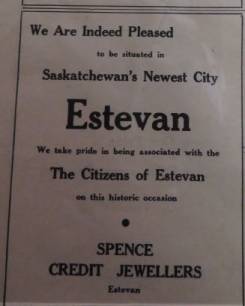 We Are Indeed Pleased
to be situated in
Saskatchewan's Newest City
Estevan
We take pride in being associated with the
The Citizens of Estevan
on this historic occasion
SPENCE
CREDIT JEWELLERS
Estevan